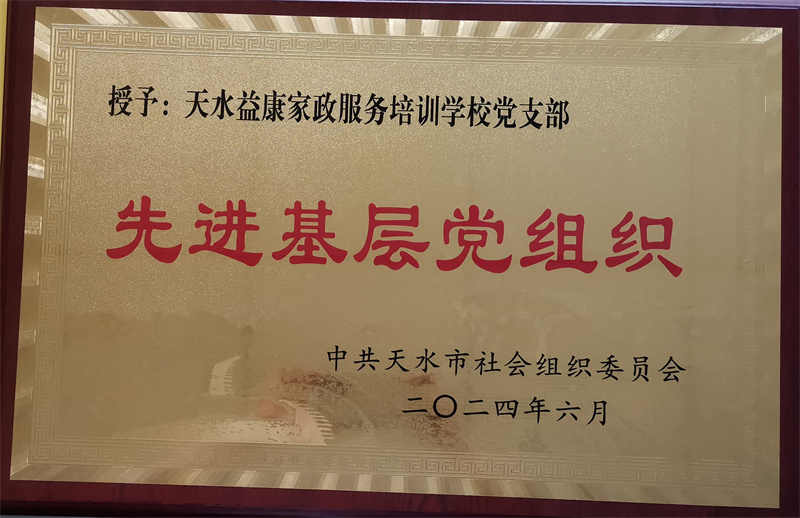 授予：天水益康家政服务培训学校党支部
先进基层党组织
中共天水市社会组织委员会
二〇二四年六月